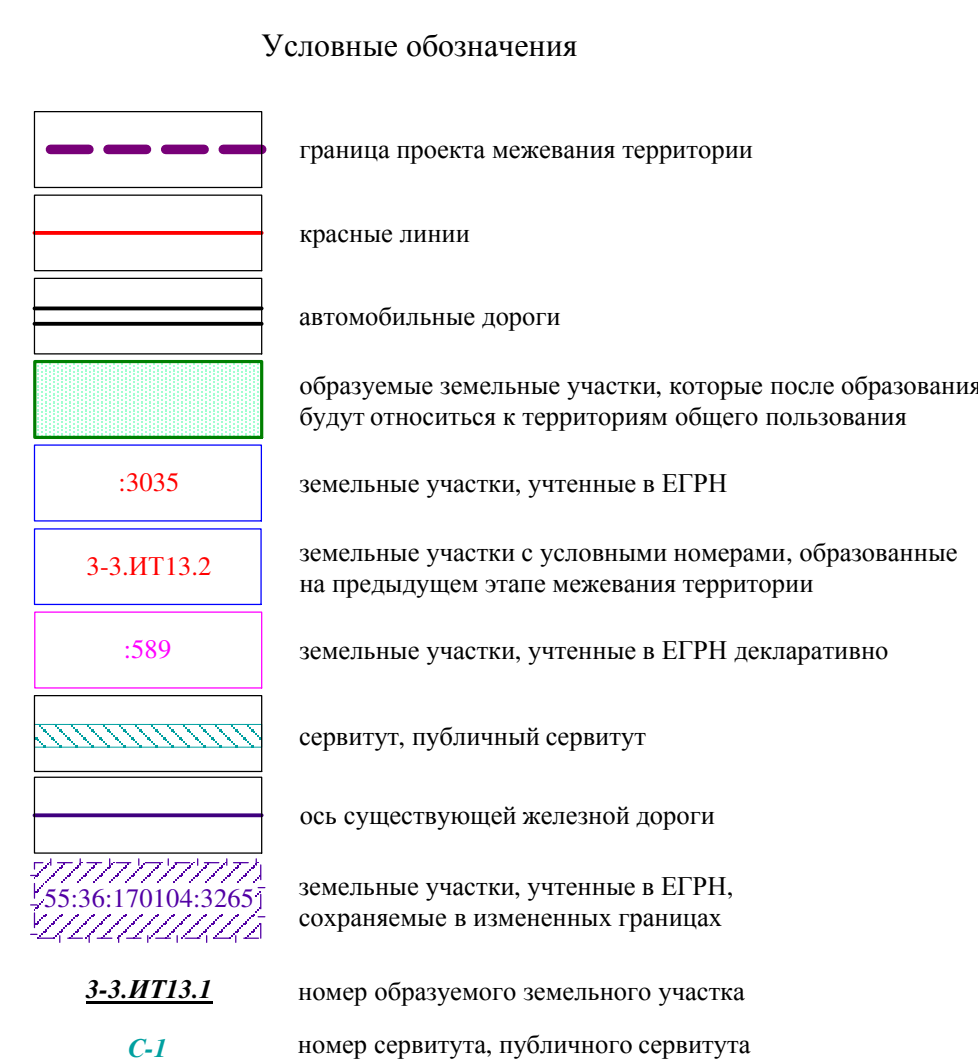 Условные обозначения
граница проекта межевания территории
красные линии
автомобильные дороги
образуемые земельные участки, которые после образования
будут относиться к территориям общего пользования
:3035
земельные участки, учтенные в ЕГРН
3-3.ИТ13.2
земельные участки с условными номерами, образованные
на предыдущем этапе межевания территории
:589
земельные участки, учтенные в ЕГРН декларативно
сервитут, публичный сервитут
ось существующей железной дороги
55:36:170104:3265
земельные участки, учтенные в ЕГРН,
сохраняемые в измененных границах
3-3.ИТ13.1
номер образуемого земельного участка
С-1
номер сервитута, публичного сервитута